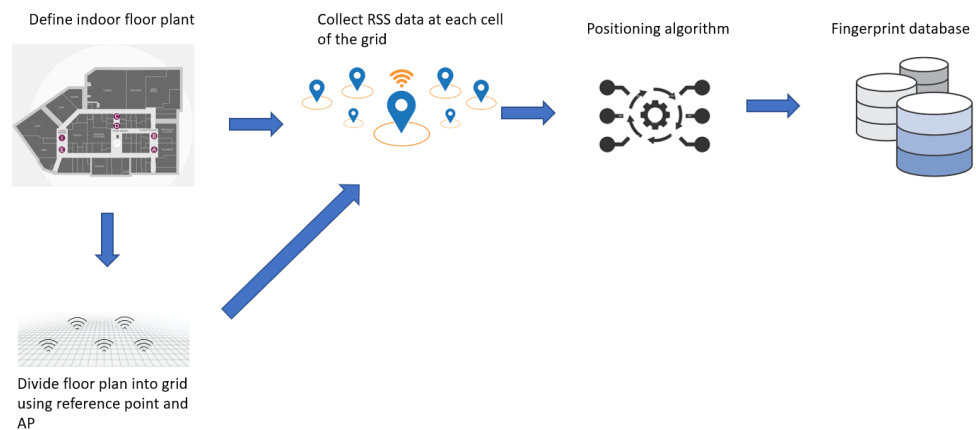 Define indoor floor plant
Collect RSS data at each cell
of the grid
Positioning algorithm
Fingerprint database
C
D
I
B
E
A
Divide floor plan into grid
using reference point and
AP